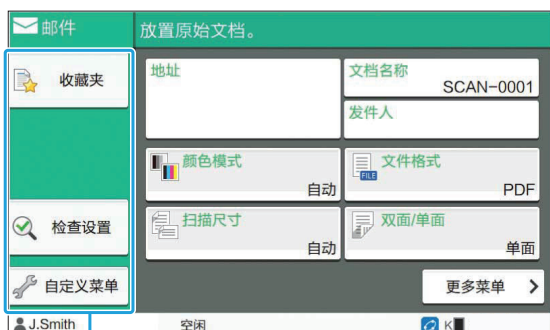 邮件
放置原始文档。
收藏夹
检查设置
自定义菜单
地址
文档名称
SCAN-0001
发件人
颜色模式
自动
FILE
文件格式
PDF
扫描尺寸
自动
双面/单面
单面
更多菜单
J.Smith
空闲
K